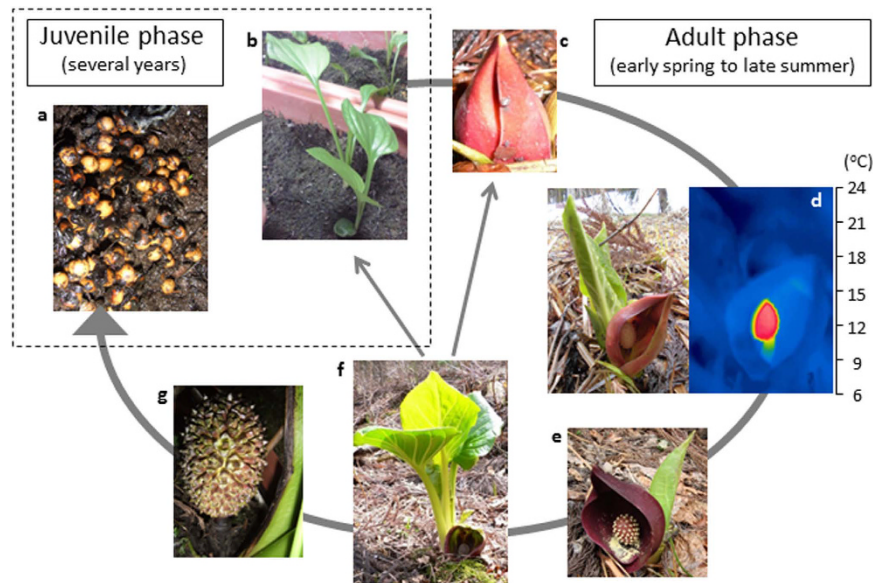 Juvenile phase
(several years)
Adult phase
(early spring to late summer)
a
b
c
d
e
f
g
(°C)
24
21
18
15
12
9
6